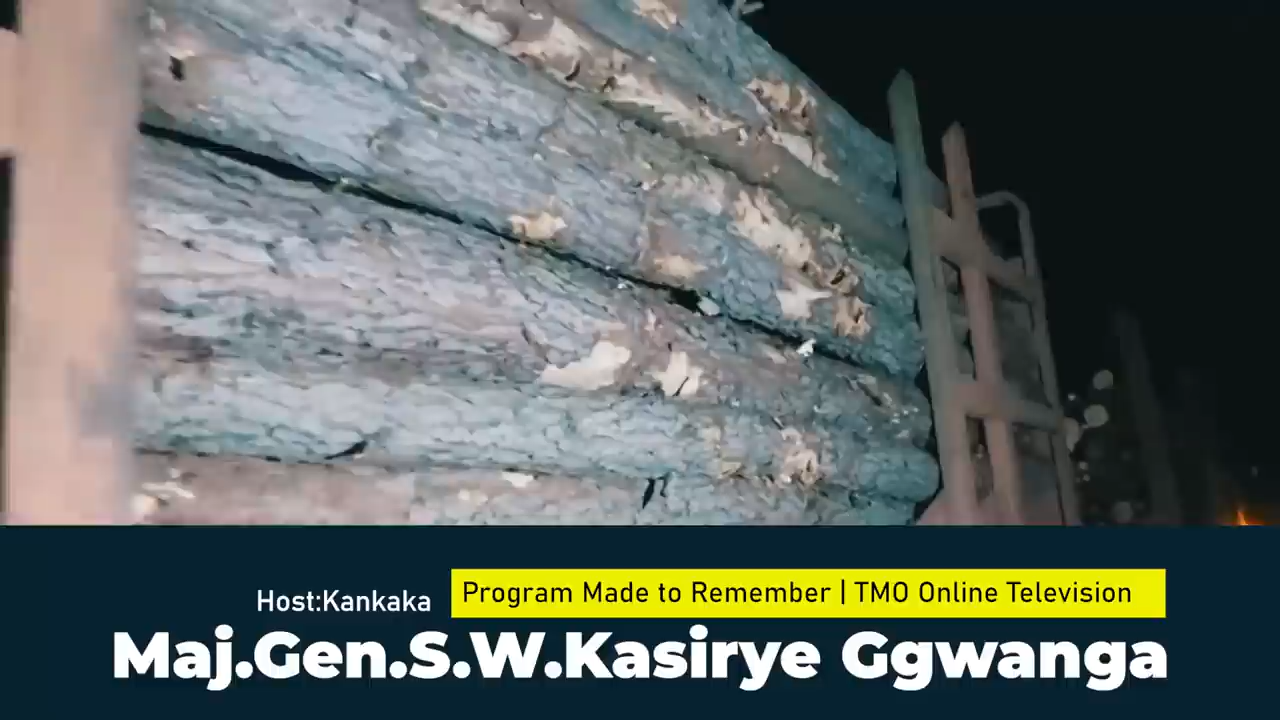 Host:Kankaka
Program Made to Remember | TMO Online Television
Maj.Gen.S.W.Kasirye Ggwanga